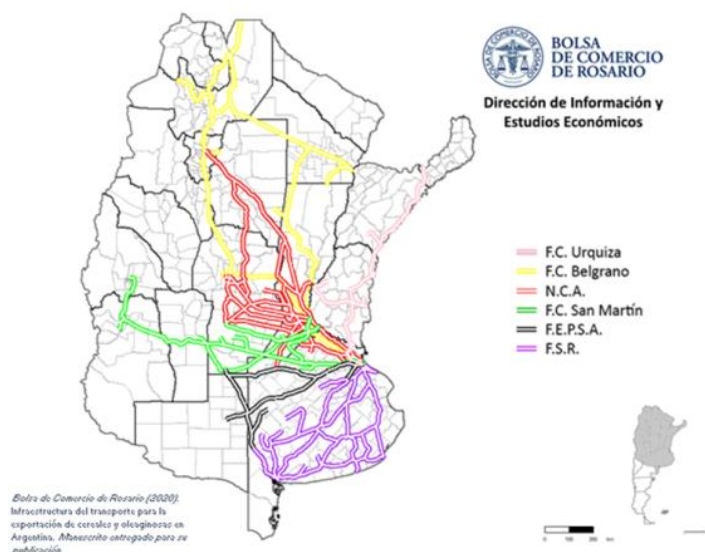 BOLSA
DE COMERCIO
DE ROSARIO
Dirección de Información y
Estudios Económicos
F.C. Urquiza
F.C. Belgrano
N.C.A.
F.C. San Martín
F.E.P.S.A.
F.S.R.
Bolsa de Comercio de Rosario (2020).
Infraestructura del transporte para la
exportación de cereales y oleaginosas en
Argentina. Manuscrito entregado para su
publicación